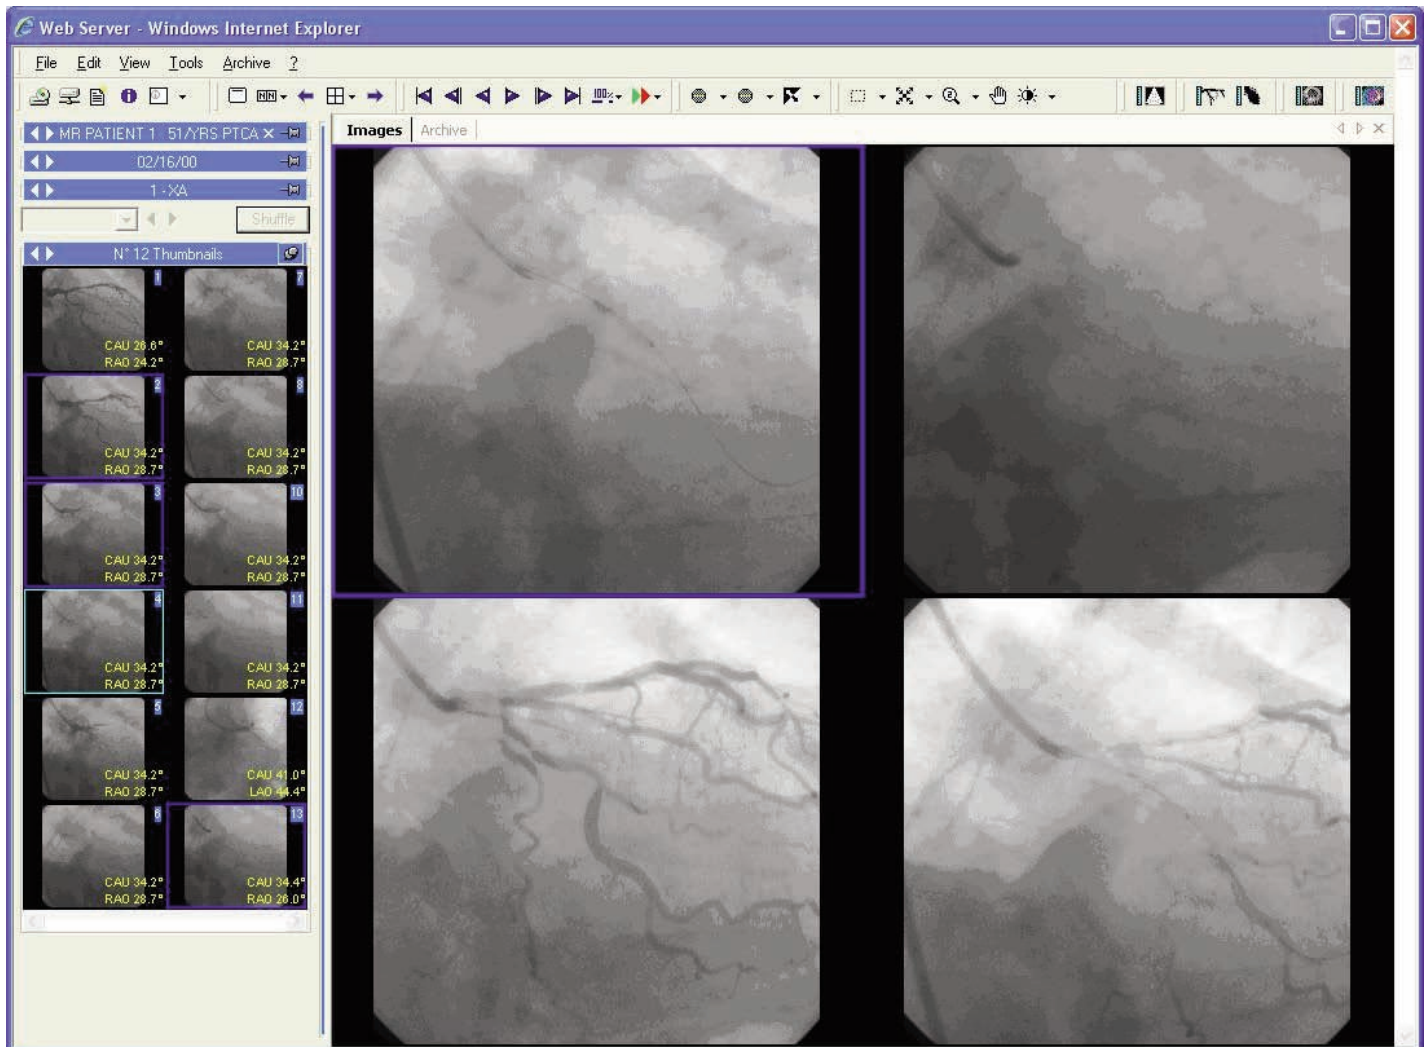 Web Server - Windows Internet Explorer
File Edit View Tools Archive ?
100%
MR PATIENT 1 51/YRS PTCA
Images Archive
02/16/00
1 - XA
Shuffle
N° 12 Thumbnails
1 7
CAU 26.6° CAU 34.2°
RAO 24.2° RAO 28.7°
2 8
CAU 34.2° CAU 34.2°
RAO 28.7° RAO 28.7°
3 10
CAU 34.2° CAU 34.2°
RAO 28.7° RAO 28.7°
4 11
CAU 34.2° CAU 34.2°
RAO 28.7° RAO 28.7°
5 12
CAU 34.2° CAU 41.0°
RAO 28.7° LAO 44.4°
6 13
CAU 34.2° CAU 34.4°
RAO 28.7° RAO 26.0°